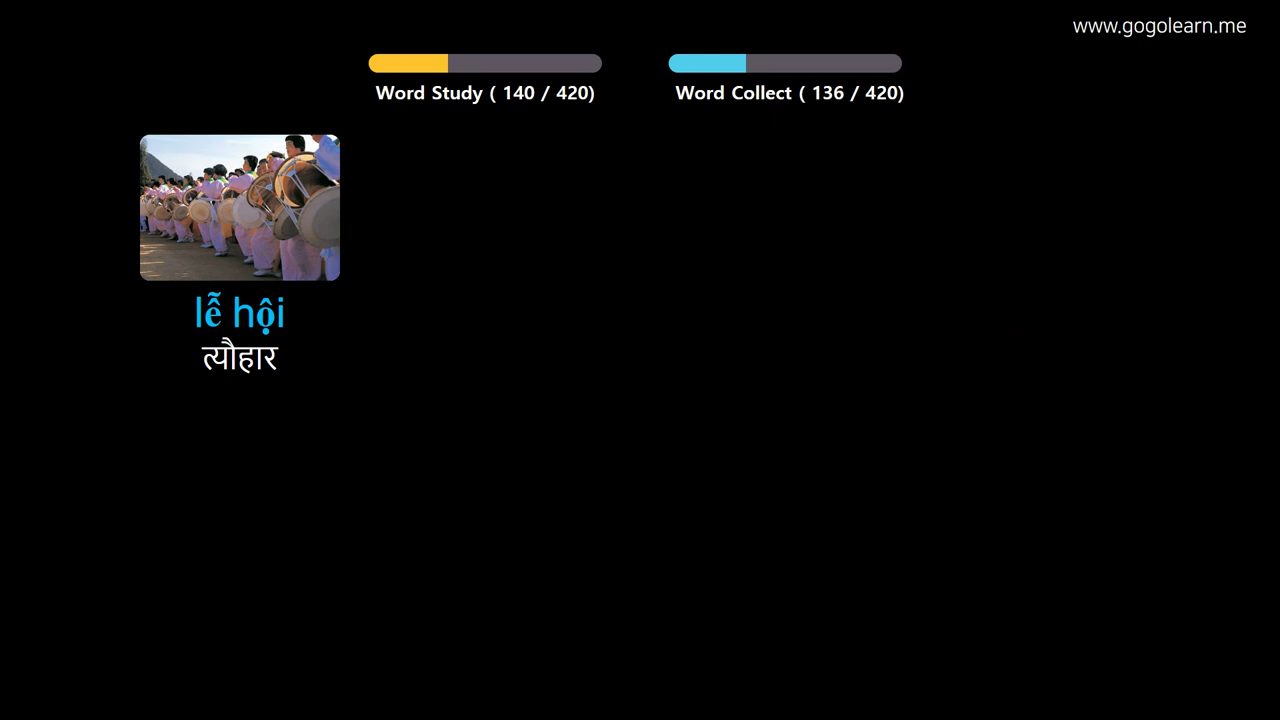 www.gogolearn.me
Word Study ( 140 / 420)
Word Collect ( 136 / 420)
lễ hội
त्यौहार